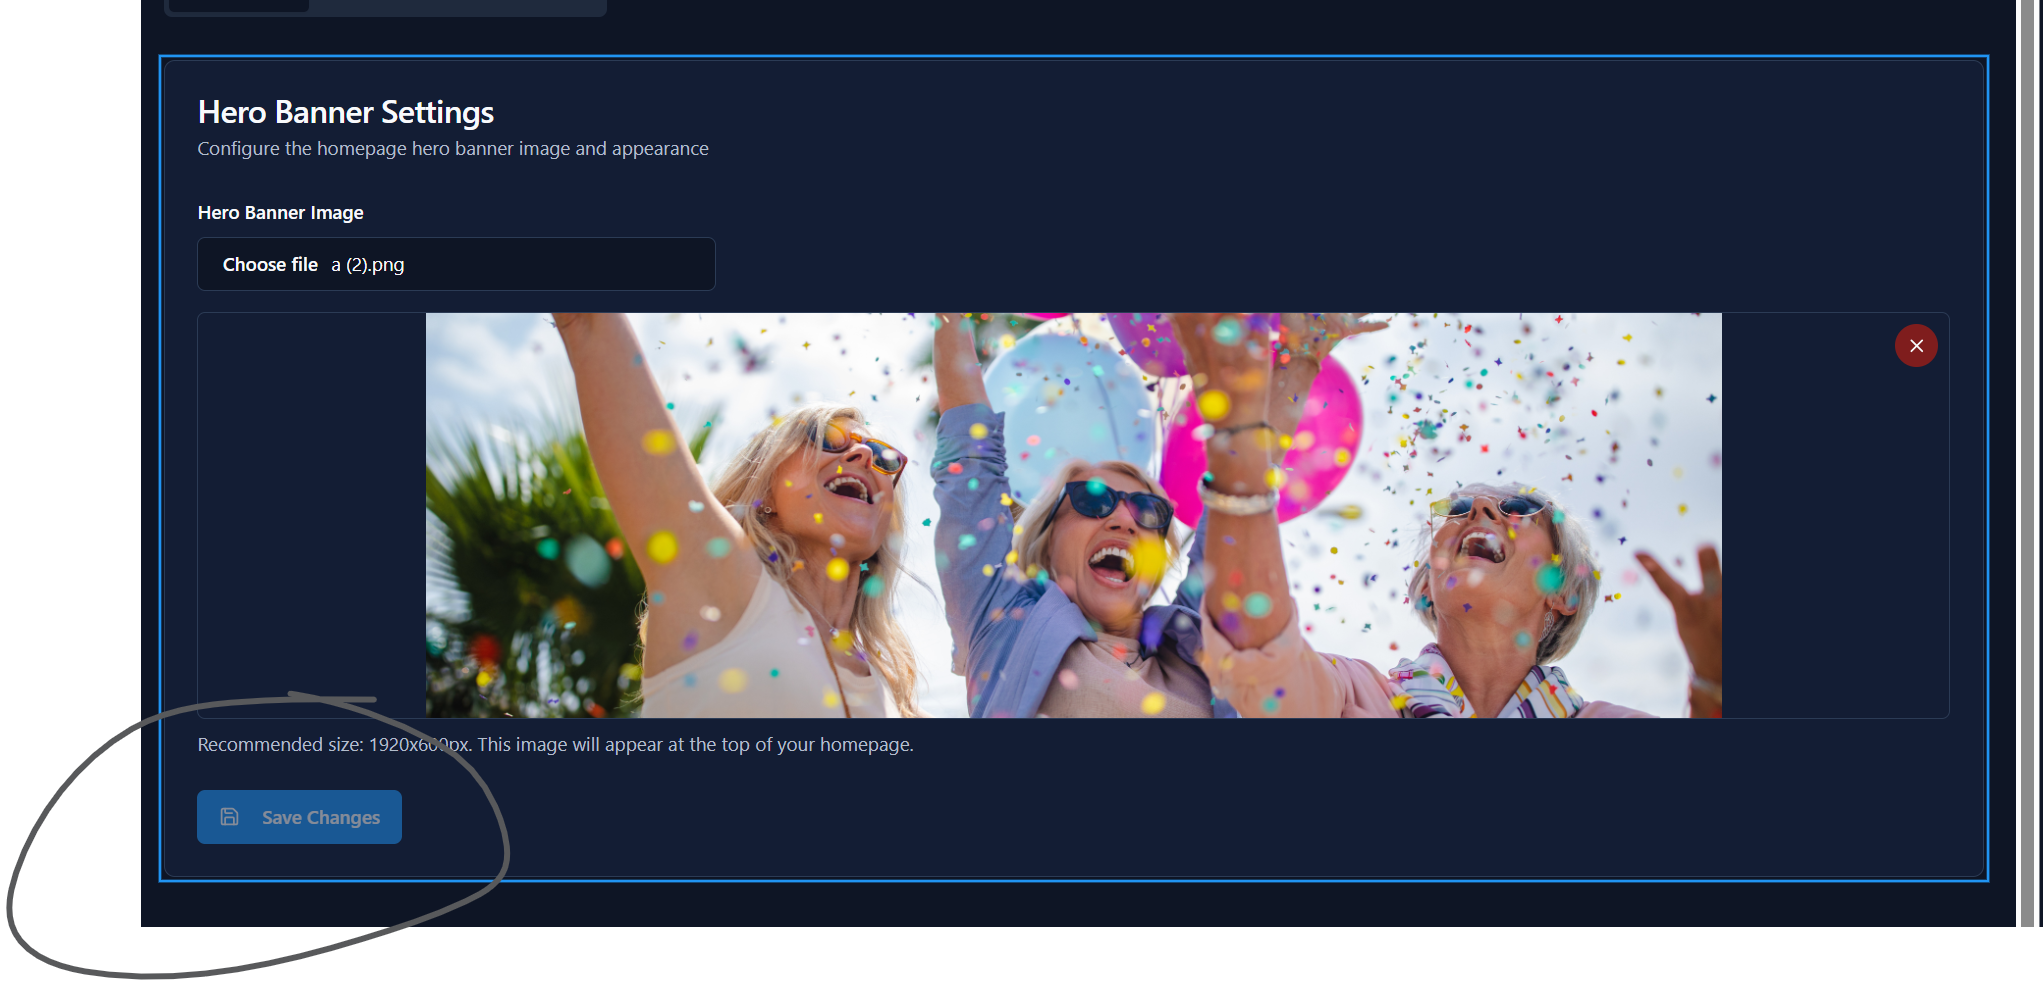 Hero Banner Settings
Configure the homepage hero banner image and appearance
Hero Banner Image
Choose file a (2).png
Recommended size: 1920x600px. This image will appear at the top of your homepage.
Save Changes